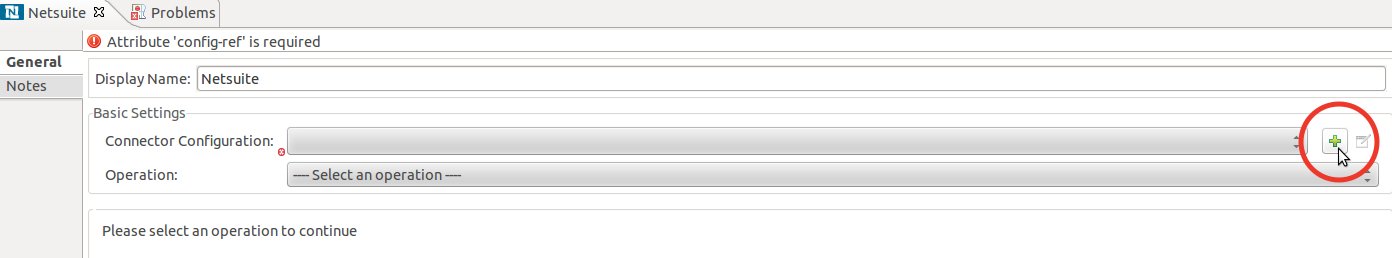 Netsuite Problems
Attribute 'config-ref' is required
General
Notes
Display Name: Netsuite
Basic Settings
Connector Configuration:
Operation: ---- Select an operation ----
Please select an operation to continue